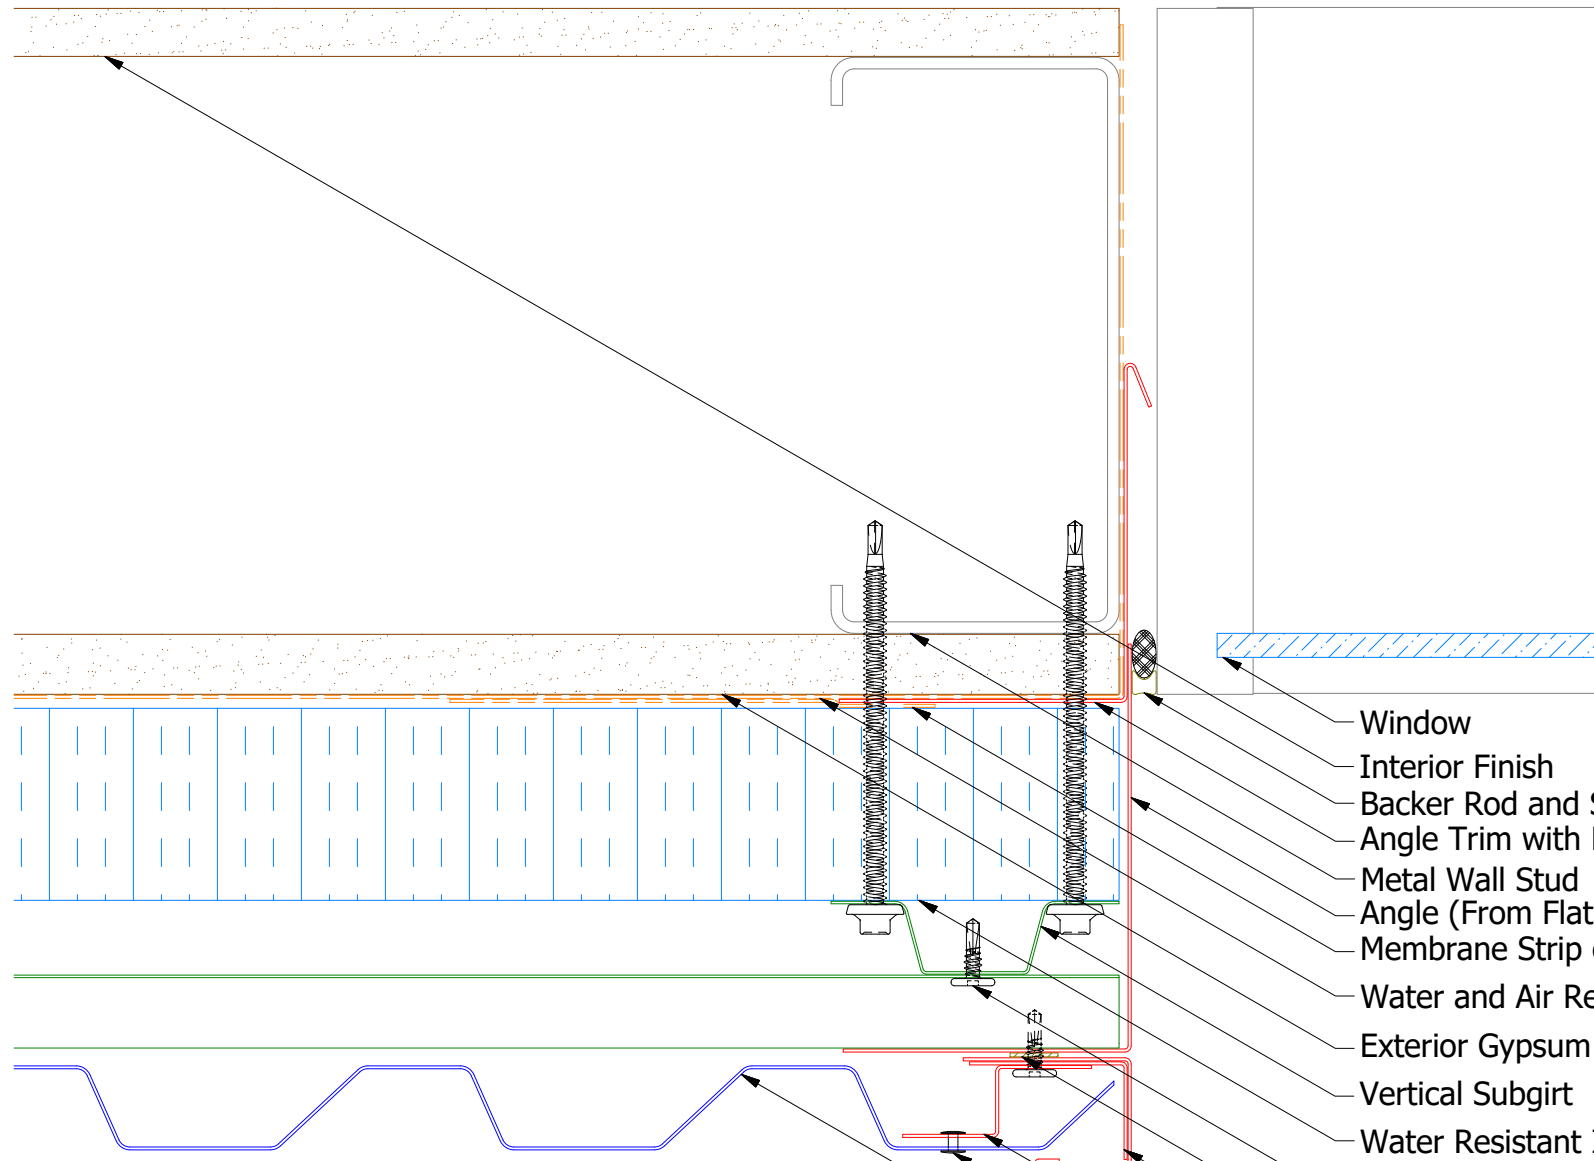 Window
Interior Finish
Backer Rod and
Angle Trim with
Metal Wall Stud
Angle (From Flat
Membrane Strip
Water and Air Re
Exterior Gypsum
Vertical Subgirt
Water Resistant